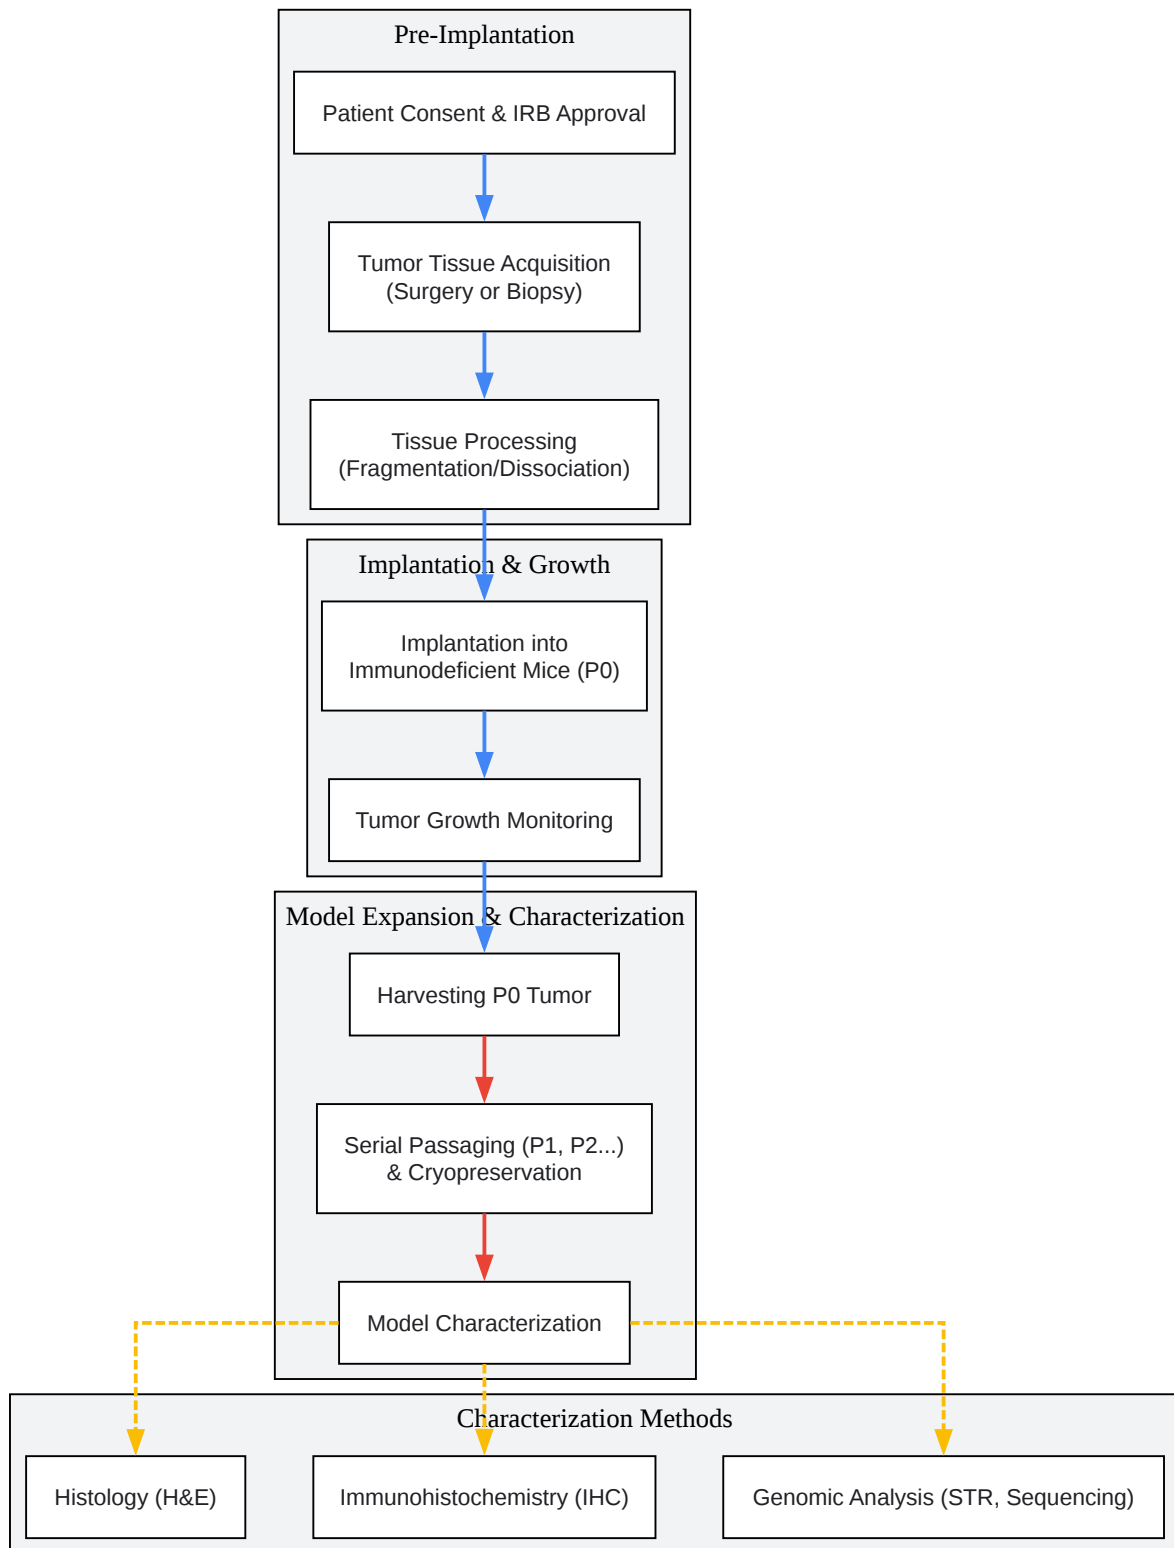 Pre-Implantation
Patient Consent & IRB Approval
Tumor Tissue Acquisition
(Surgery or Biopsy)
Tissue Processing
(Fragmentation/Dissociation)
Implantation & Growth
Implantation into
Immunodeficient Mice (P0)
Tumor Growth Monitoring
Model Expansion & Characterization
Harvesting P0 Tumor
Serial Passaging (P1, P2...)
& Cryopreservation
Model Characterization
Characterization Methods
Histology (H&E)
Immunohistochemistry (IHC)
Genomic Analysis (STR, Sequencing)